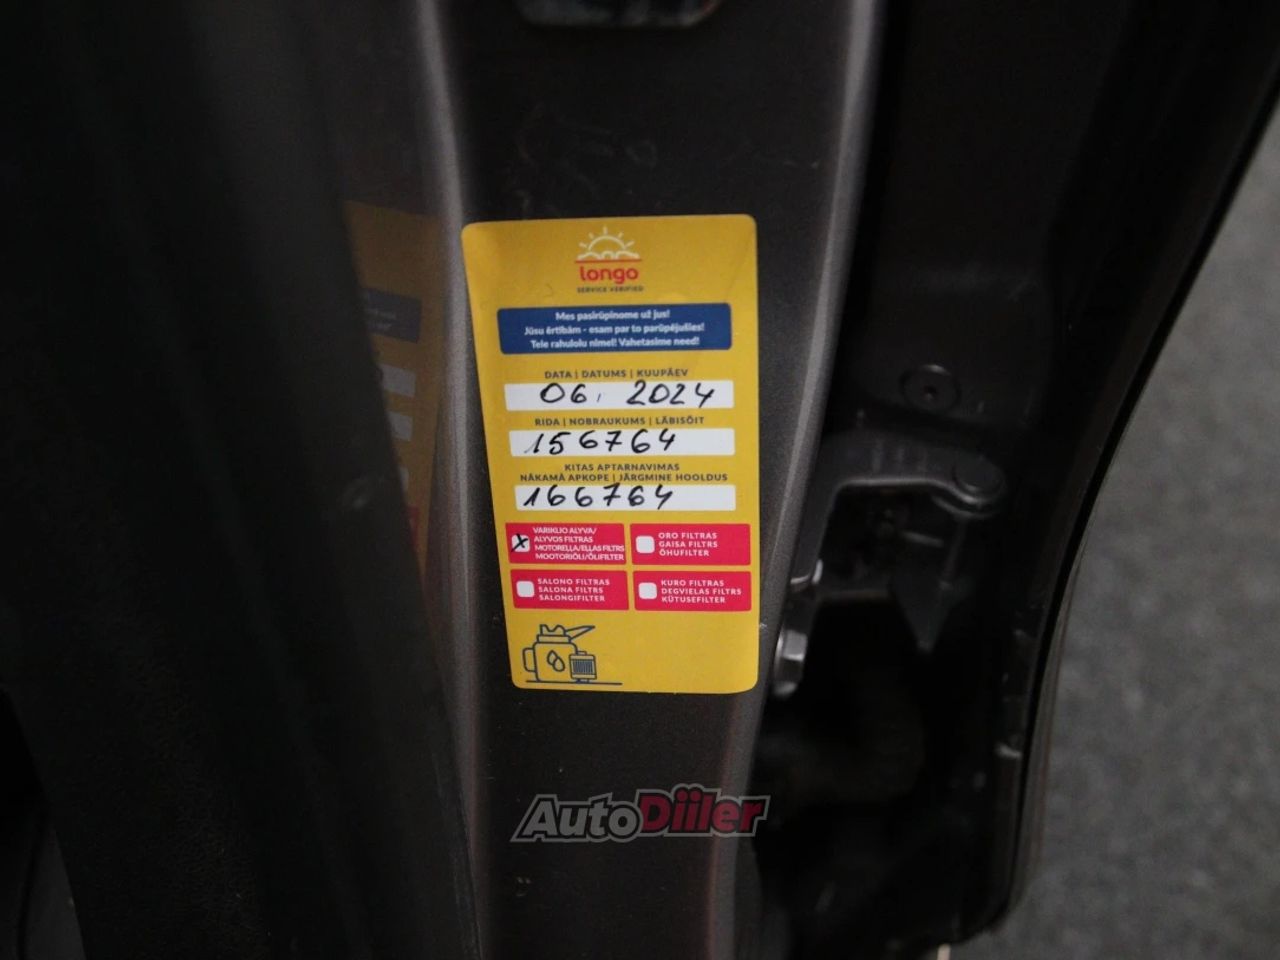 longo
SERVICE VERIFIED
Mes pasirūpinome už jus!
Jūsu ērtībām - esam par to parūpējušies!
Teie rahulolu nimel! Vahetasime need!
DATA | DATUMS | KUUPÄEV
06, 2024
RIDA | NOBRAUKUMS | LÄBISÕIT
156764
KITAS APTARNAVIMAS
NĀKAMĀ APKOPE | JÄRGMINE HOOLDUS
166764
X
VARIKLIO ALYVA/
ALYVOS FILTRAS
MOTOREĻĻA/EĻĻAS FILTRS
MOOTORIÕLI/ÕLIFILTER
ORO FILTRAS
GAISA FILTRS
ÕHUFILTER
SALONO FILTRAS
SALONA FILTRS
SALONGIFILTER
KURO FILTRAS
DEGVIELAS FILTRS
KÜTUSEFILTER
AutoDiiler